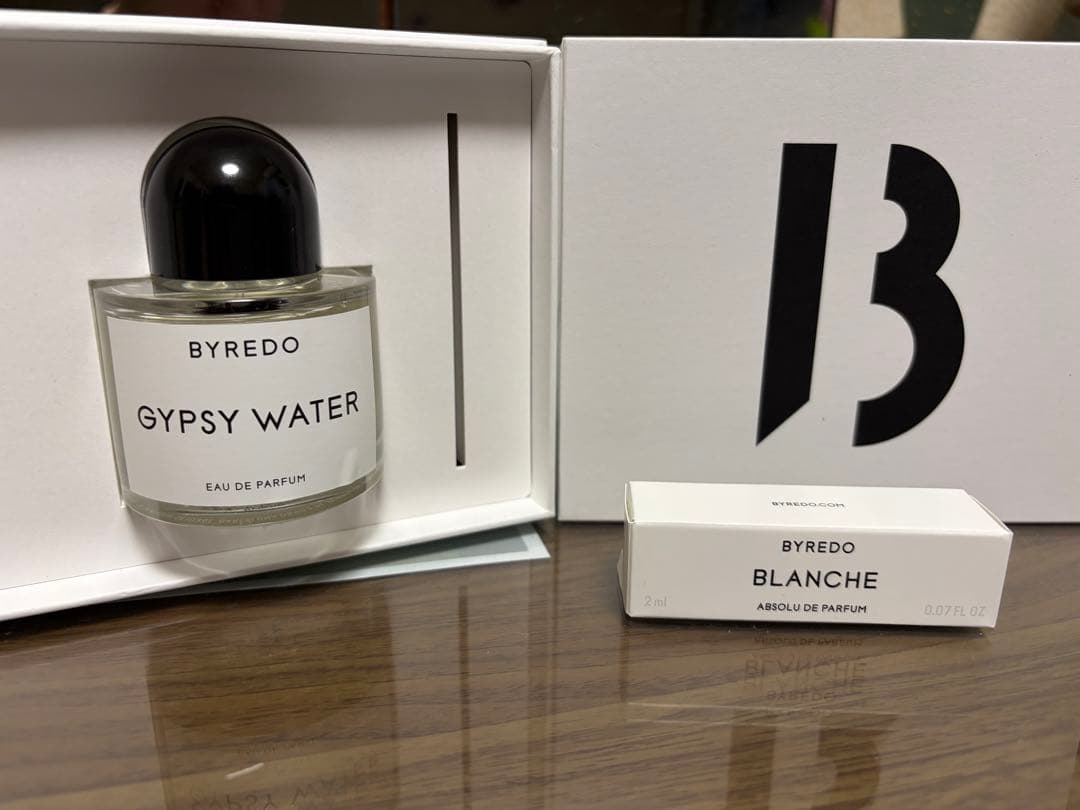 BYREDO
GYPSY WATER
EAU DE PARFUM
B
BYREDO.COM
BYREDO
BLANCHE
ABSOLU DE PARFUM
2 ml
0.07 FL OZ